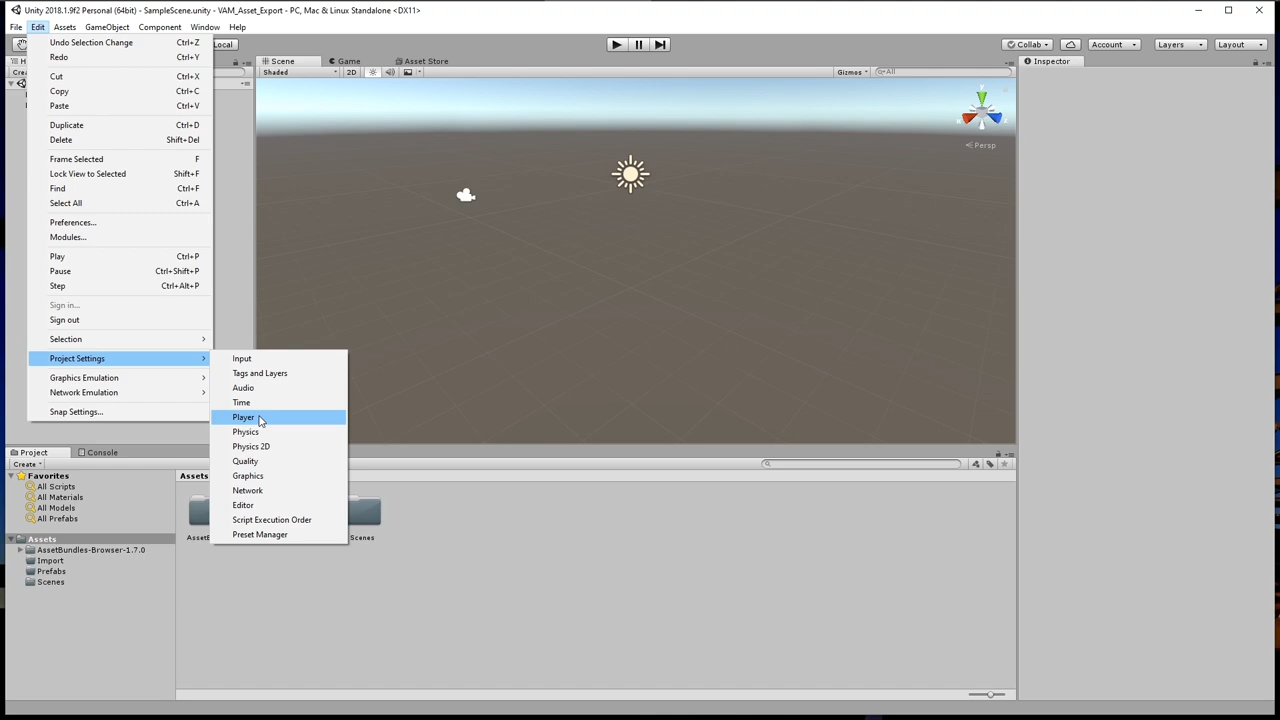 Unity 2018.1.9f2 Personal (64bit) - SampleScene.unity - VAM_Asset_Export - PC, Mac & Linux Standalone <DX11>
File Edit Assets GameObject Component Window Help
Local Collab Account Layers Layout
Undo Selection Change Ctrl+Z
Redo Ctrl+Y
Cut Ctrl+X
Copy Ctrl+C
Paste Ctrl+V
Duplicate Ctrl+D
Delete Shift+Del
Frame Selected F
Lock View to Selected Shift+F
Find Ctrl+F
Select All Ctrl+A
Preferences...
Modules...
Play Ctrl+P
Pause Ctrl+Shift+P
Step Ctrl+Alt+P
Sign in...
Sign out
Selection
Project Settings
Graphics Emulation
Network Emulation
Snap Settings...
Input
Tags and Layers
Audio
Time
Player
Physics
Physics 2D
Quality
Graphics
Network
Editor
Script Execution Order
Preset Manager
Scene Game Asset Store
Shaded 2D Gizmos All
Persp
Inspector
Project Console
Create
Favorites
All Scripts
All Materials
All Models
All Prefabs
Assets
AssetBundles-Browser-1.7.0
Import
Prefabs
Scenes
Assets
Scenes